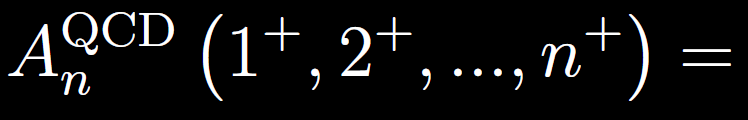 A_n^{QCD} (1^+, 2^+, ..., n^+) =